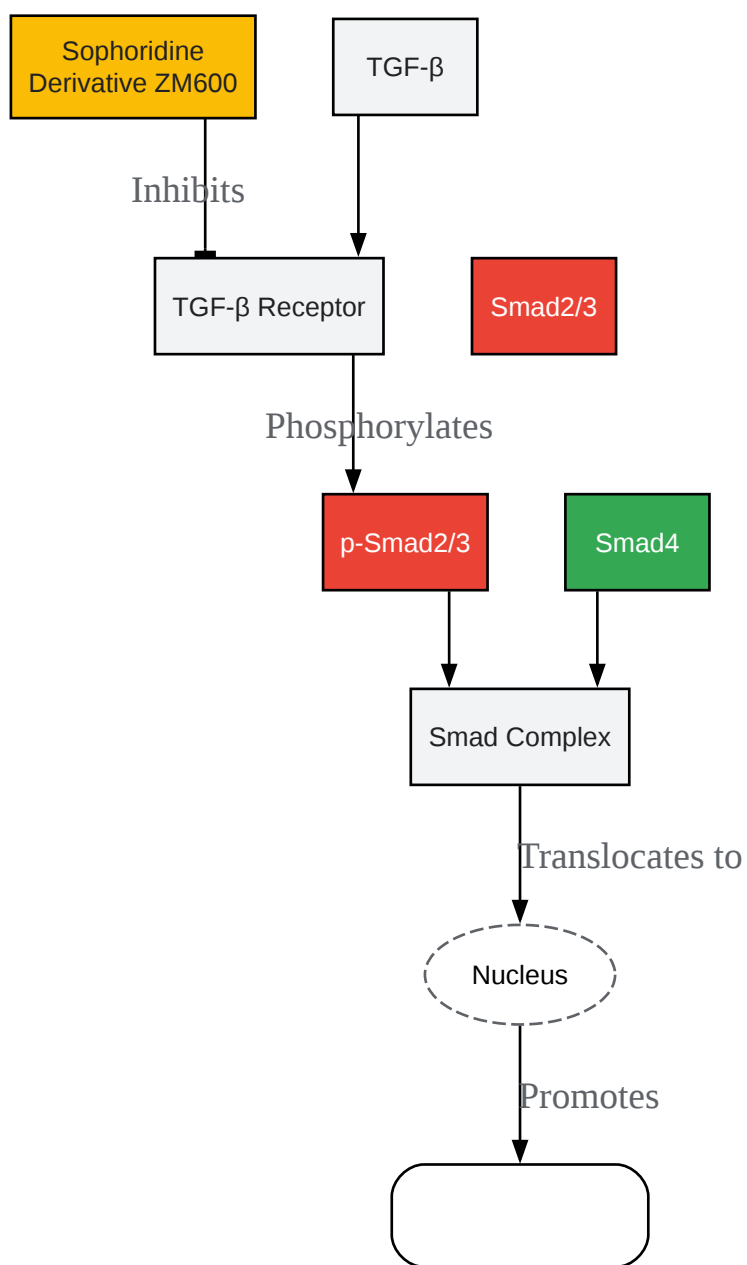 Sophoridine
Derivative ZM600
TGF-β
Inhibits
TGF-β Receptor
Smad2/3
Phosphorylates
p-Smad2/3
Smad4
Smad Complex
Translocates to
Nucleus
Promotes